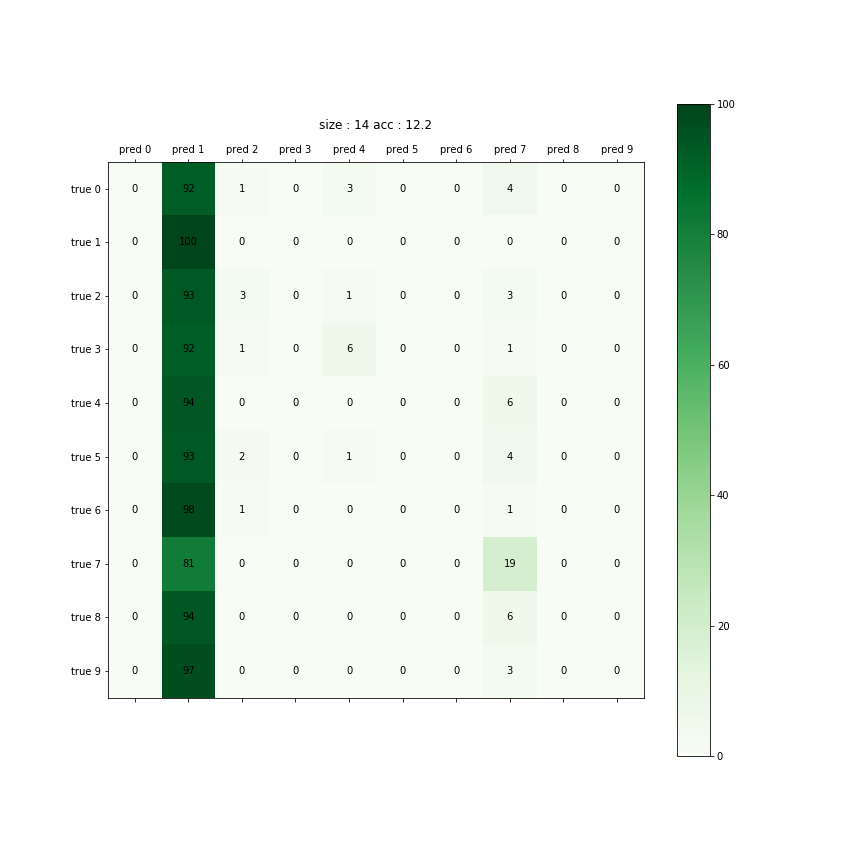 size : 14 acc : 12.2
pred 0 pred 1 pred 2 pred 3 pred 4 pred 5 pred 6 pred 7 pred 8 pred 9
true 0 0 92 1 0 3 0 0 4 0 0
true 1 0 100 0 0 0 0 0 0 0 0
true 2 0 93 3 0 1 0 0 3 0 0
true 3 0 92 1 0 6 0 0 1 0 0
true 4 0 94 0 0 0 0 0 6 0 0
true 5 0 93 2 0 1 0 0 4 0 0
true 6 0 98 1 0 0 0 0 1 0 0
true 7 0 81 0 0 0 0 0 19 0 0
true 8 0 94 0 0 0 0 0 6 0 0
true 9 0 97 0 0 0 0 0 3 0 0
100
80
60
40
20
0